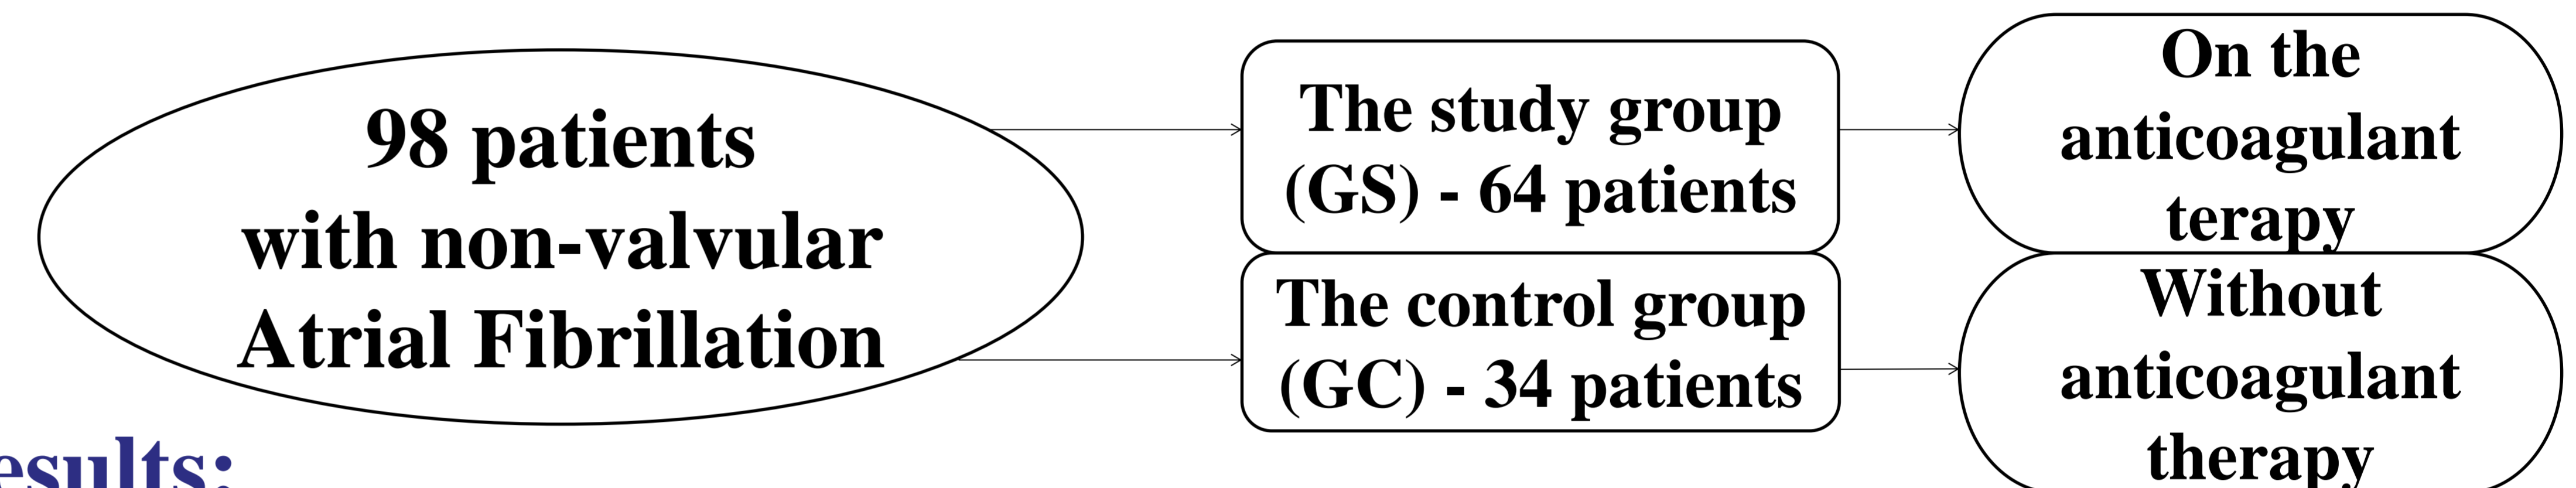 98 patients
with non-valvular
Atrial Fibrillation
The study group
(GS) - 64 patients
On the
anticoagulant
terapy
The control group
(GC) - 34 patients
Without
anticoagulant
therapy
esults: